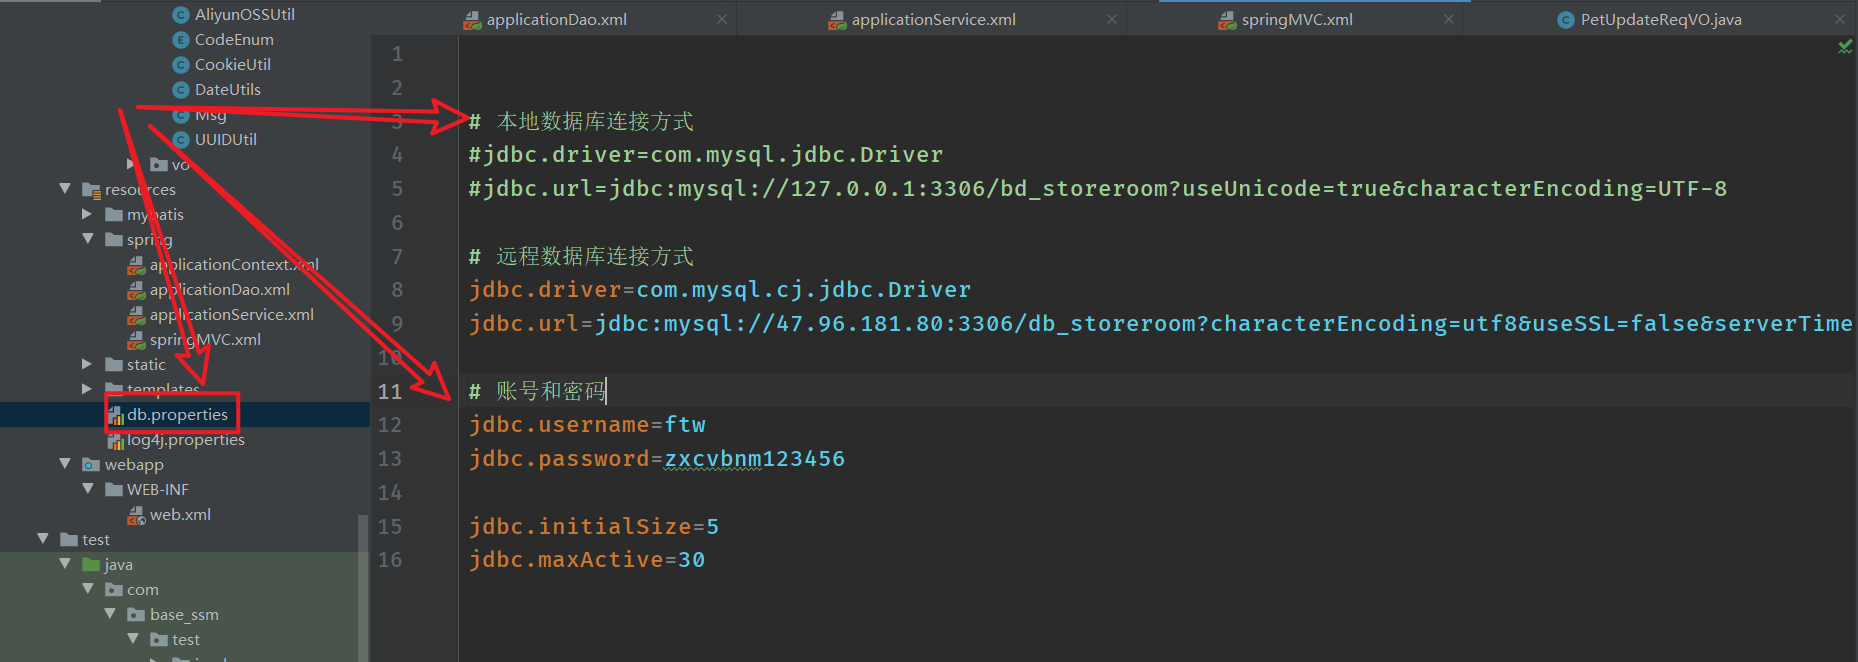 AliyunOSSUtil
CodeEnum
CookieUtil
DateUtils
Msg
UUIDUtil
vo
resources
mybatis
spring
applicationContext.xml
applicationDao.xml
applicationService.xml
springMVC.xml
static
templates
db.properties
log4j.properties
webapp
WEB-INF
web.xml
test
java
com
base_ssm
test
applicationDao.xml
applicationService.xml
springMVC.xml
PetUpdateReqVO.java
1
2
3 # 本地数据库连接方式
4 #jdbc.driver=com.mysql.jdbc.Driver
5 #jdbc.url=jdbc:mysql://127.0.0.1:3306/bd_storeroom?useUnicode=true&characterEncoding=UTF-8
6
7 # 远程数据库连接方式
8 jdbc.driver=com.mysql.cj.jdbc.Driver
9 jdbc.url=jdbc:mysql://47.96.181.80:3306/db_storeroom?characterEncoding=utf8&useSSL=false&serverTime
10
11 # 账号和密码
12 jdbc.username=ftw
13 jdbc.password=zxcvbnm123456
14
15 jdbc.initialSize=5
16 jdbc.maxActive=30